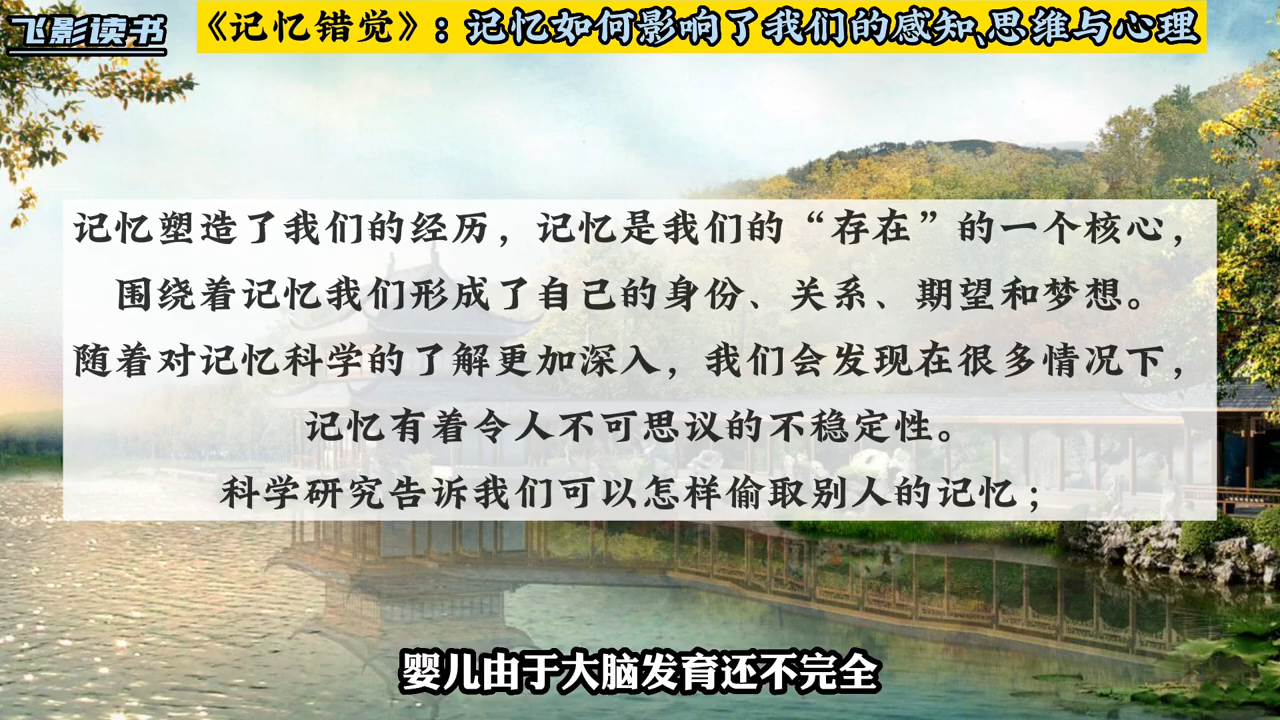 飞影读书
《记忆错觉》：记忆如何影响了我们的感知、思维与心理
记忆塑造了我们的经历，记忆是我们的“存在”的一个核心，
围绕着记忆我们形成了自己的身份、关系、期望和梦想。
随着对记忆科学的了解更加深入，我们会发现在很多情况下，
记忆有着令人不可思议的不稳定性。
科学研究告诉我们可以怎样偷取别人的记忆；
婴儿由于大脑发育还不完全